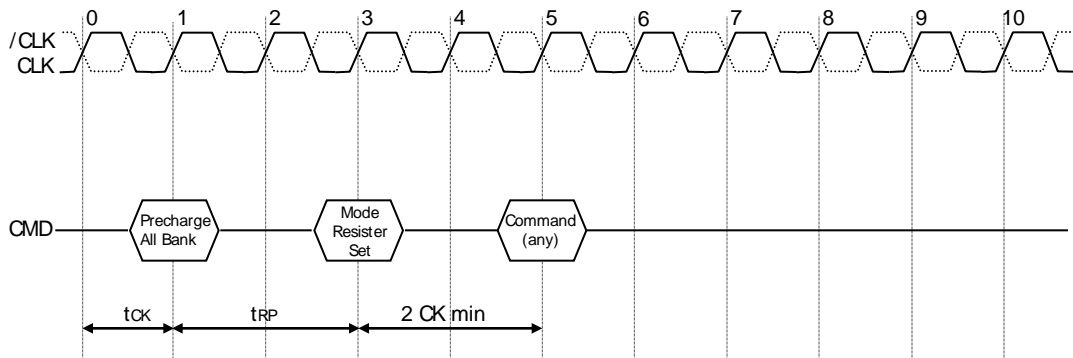 0 1 2 3 4 5 6 7 8 9 10
/CLK
CLK
CMD
Precharge
All Bank
Mode
Resister
Set
Command
(any)
tCK
tRP
2 CK min